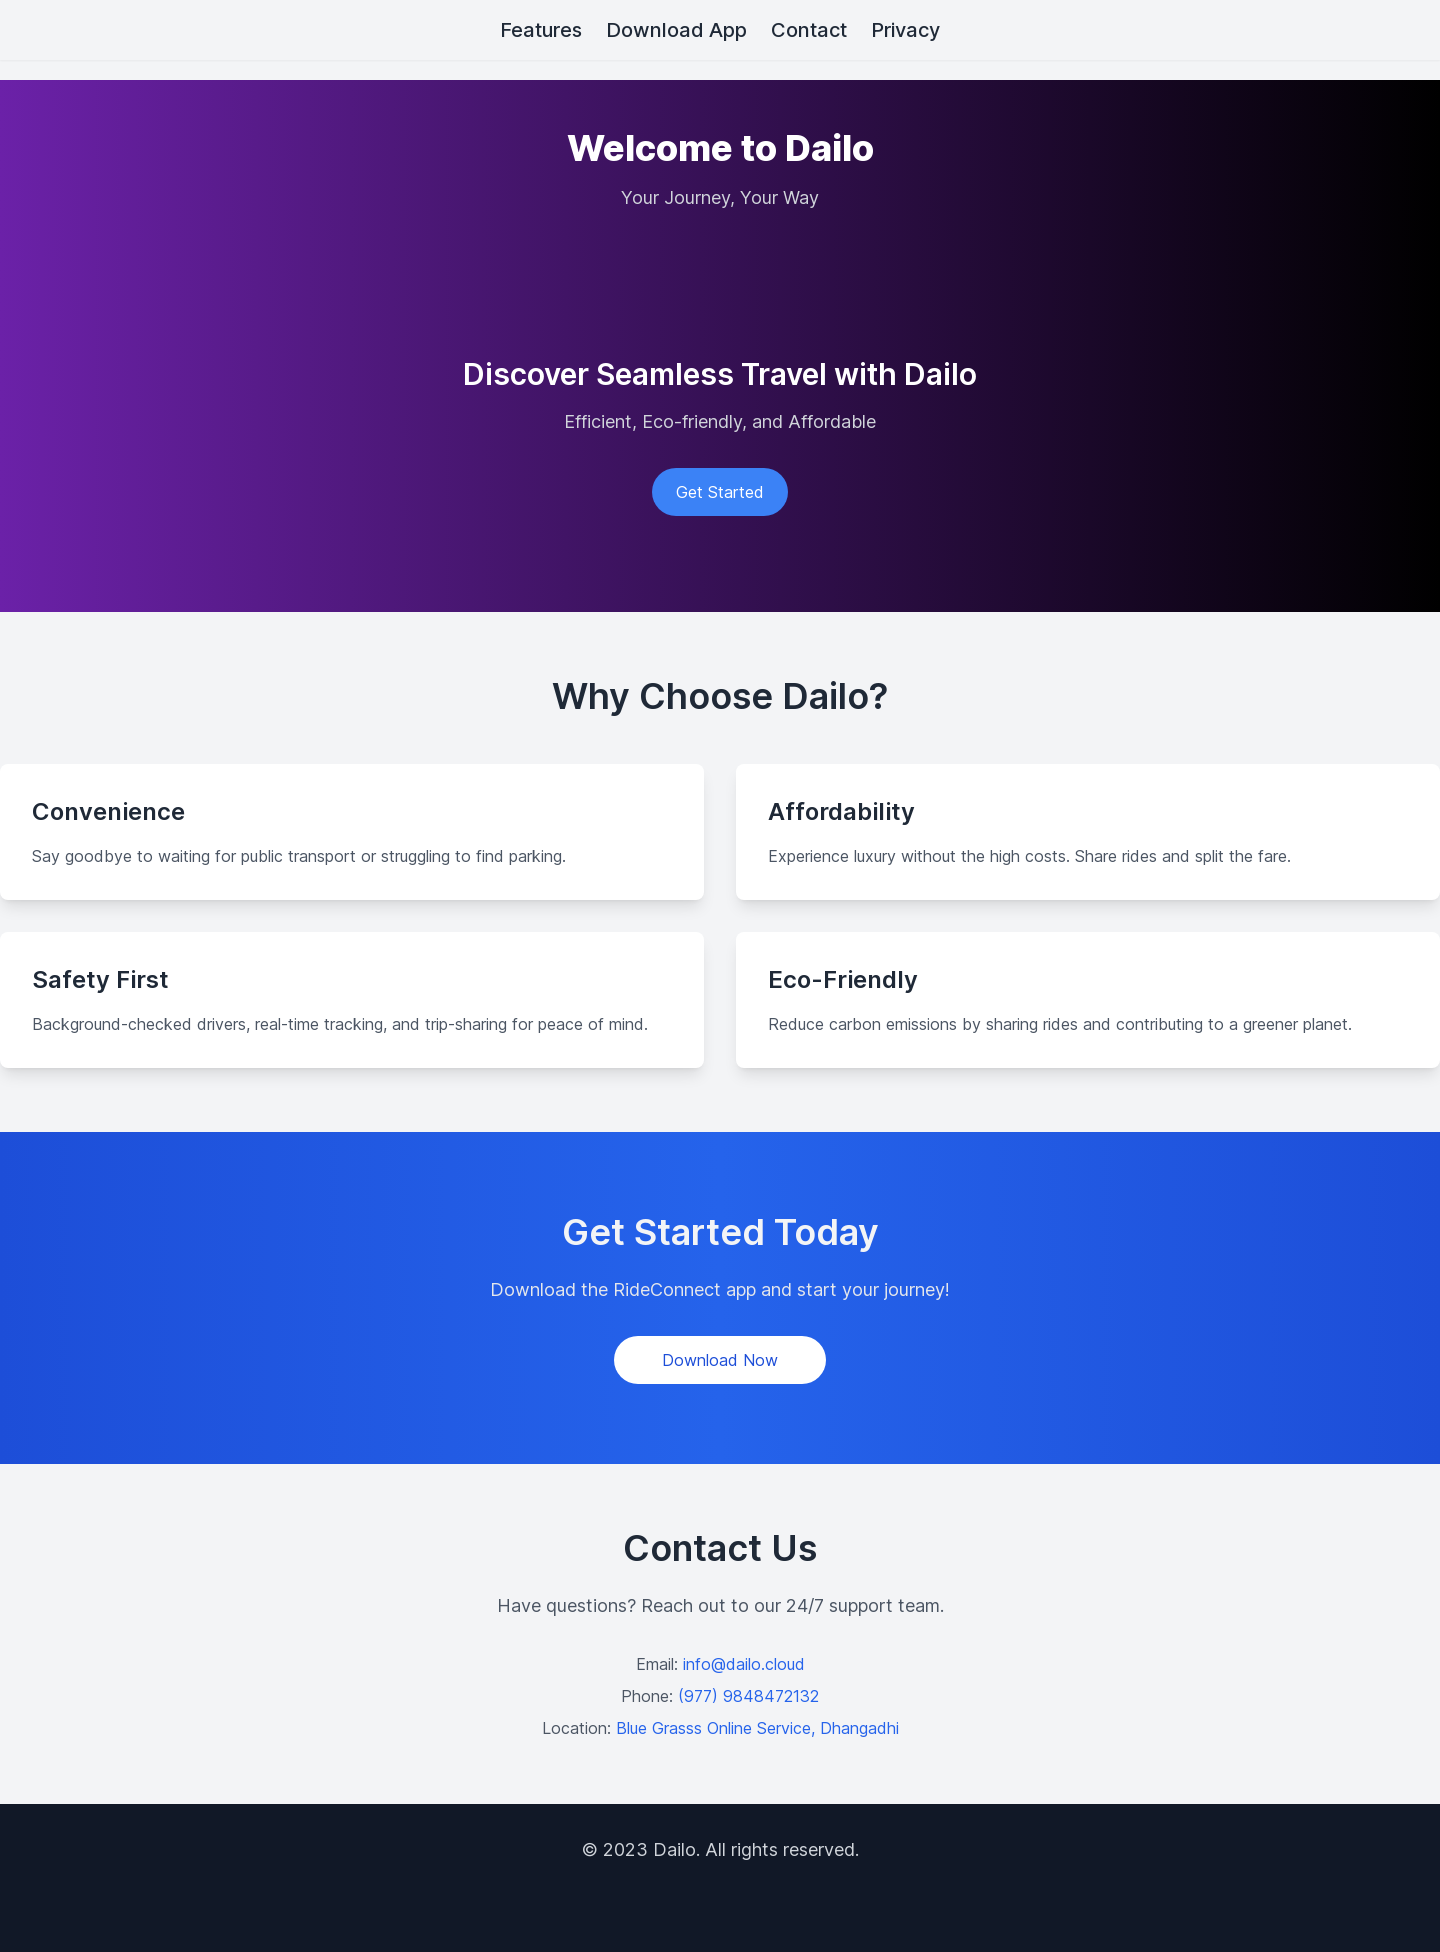 Features Download App Contact Privacy
Welcome to Dailo
Your Journey, Your Way
Discover Seamless Travel with Dailo
Efficient, Eco-friendly, and Affordable
Get Started
Why Choose Dailo?
Convenience
Say goodbye to waiting for public transport or struggling to find parking.
Affordability
Experience luxury without the high costs. Share rides and split the fare.
Safety First
Background-checked drivers, real-time tracking, and trip-sharing for peace of mind.
Eco-Friendly
Reduce carbon emissions by sharing rides and contributing to a greener planet.
Get Started Today
Download the RideConnect app and start your journey!
Download Now
Contact Us
Have questions? Reach out to our 24/7 support team.
Email: info@dailo.cloud
Phone: (977) 9848472132
Location: Blue Grasss Online Service, Dhangadhi
© 2023 Dailo. All rights reserved.